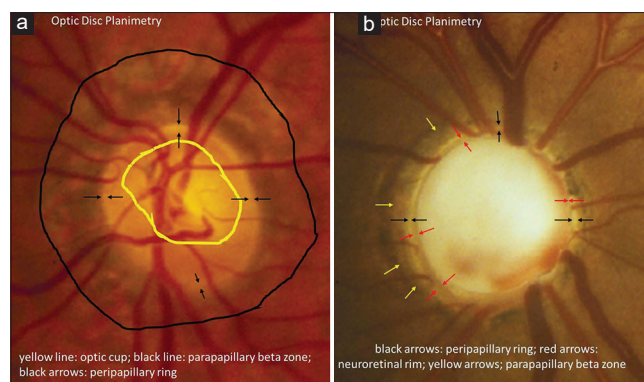 a
Optic Disc Planimetry
yellow line: optic cup; black line: parapapillary beta zone;
black arrows: peripapillary ring
b
Optic Disc Planimetry
black arrows: peripapillary ring; red arrows:
neuroretinal rim; yellow arrows; parapapillary beta zone